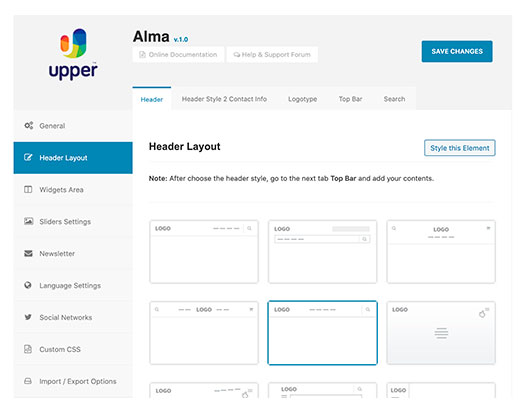 upper
Alma v.1.0
Online Documentation
Help & Support Forum
SAVE CHANGES
Header
Header Style 2 Contact Info
Logotype
Top Bar
Search
General
Header Layout
Widgets Area
Sliders Settings
Newsletter
Language Settings
Social Networks
Custom CSS
Import / Export Options
Header Layout
Style this Element
Note: After choose the header style, go to the next tab Top Bar and add your contents.
LOGO
LOGO
LOGO
LOGO
LOGO
LOGO
LOGO
LOGO
LOGO